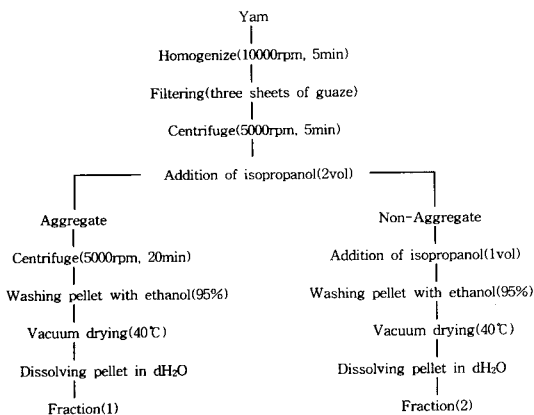 Yam
Homogenize(10000rpm, 5min)
Filtering(three sheets of guaze)
Centrifuge(5000rpm, 5min)
Addition of isopropanol(2vol)
Aggregate
Centrifuge(5000rpm, 20min)
Washing pellet with ethanol(95%)
Vacuum drying(40℃)
Dissolving pellet in dH₂O
Fraction(1)
Non-Aggregate
Addition of isopropanol(1vol)
Washing pellet with ethanol(95%)
Vacuum drying(40℃)
Dissolving pellet in dH₂O
Fraction(2)